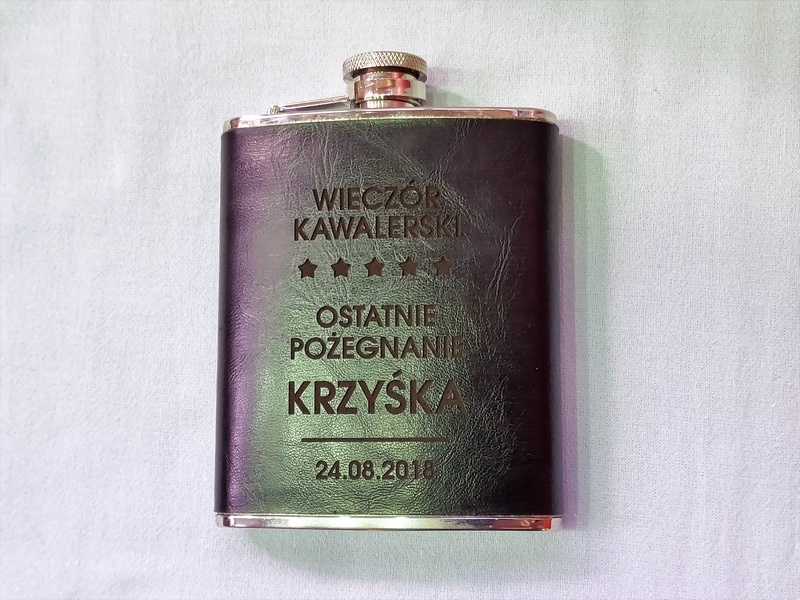 WIECZÓR
KAWALERSKI
OSTATNIE
POŻEGNANIE
KRZYŚKA
24.08.2018